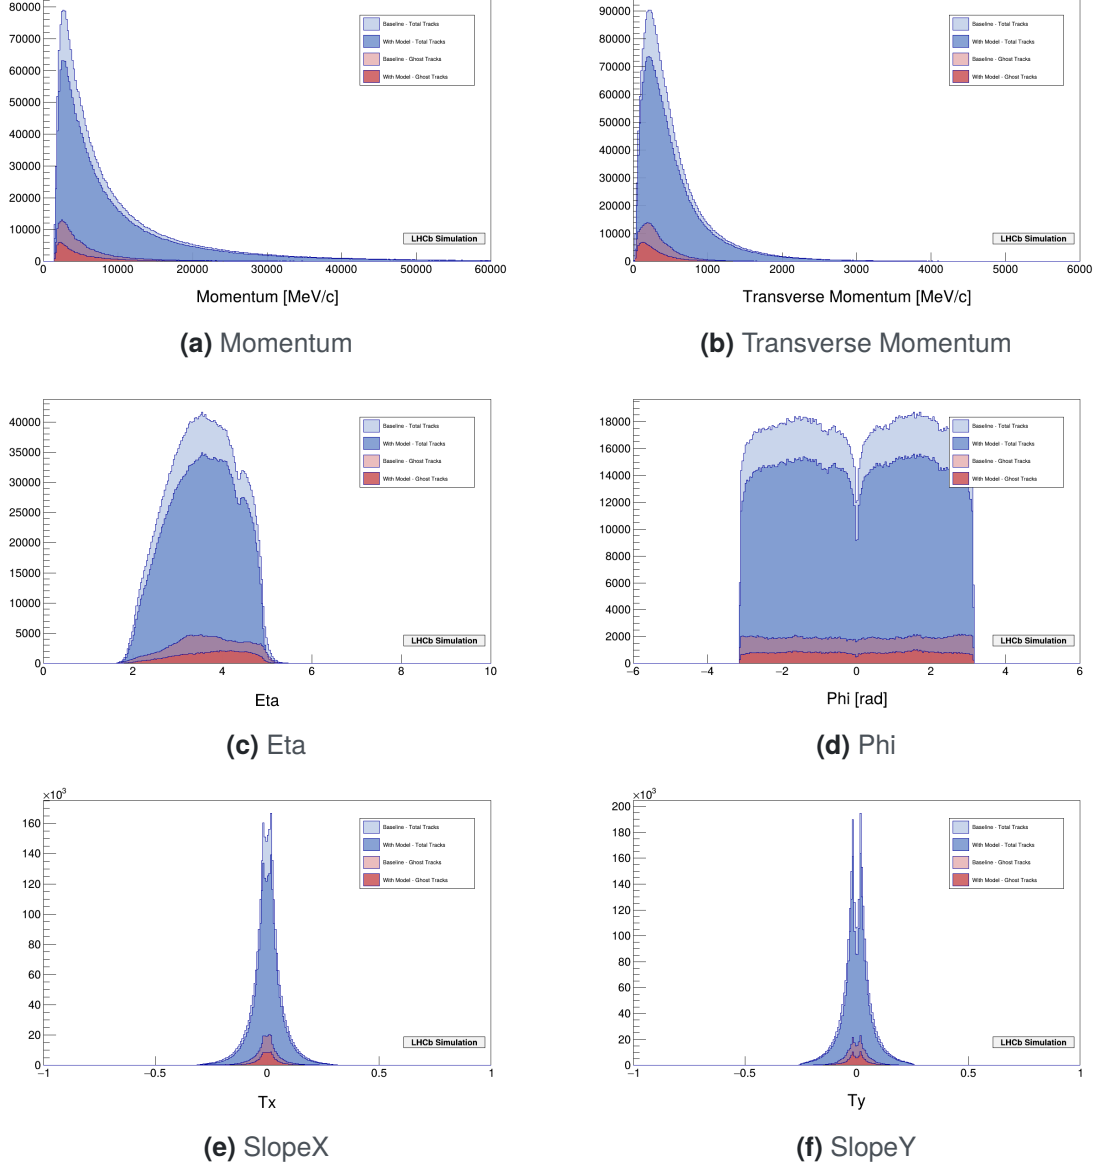 80000
70000
60000
50000
40000
30000
20000
10000
0
0 10000 20000 30000 40000 50000 60000
Baseline - Total Tracks
With Model - Total Tracks
Baseline - Ghost Tracks
With Model - Ghost Tracks
LHCb Simulation
Momentum [MeV/c]
(a) Momentum
90000
80000
70000
60000
50000
40000
30000
20000
10000
0
0 1000 2000 3000 4000 5000 6000
Baseline - Total Tracks
With Model - Total Tracks
Baseline - Ghost Tracks
With Model - Ghost Tracks
LHCb Simulation
Transverse Momentum [MeV/c]
(b) Transverse Momentum
40000
35000
30000
25000
20000
15000
10000
5000
0
0 2 4 6 8 10
Baseline - Total Tracks
With Model - Total Tracks
Baseline - Ghost Tracks
With Model - Ghost Tracks
LHCb Simulation
Eta
(c) Eta
18000
16000
14000
12000
10000
8000
6000
4000
2000
0
−6 −4 −2 0 2 4 6
Baseline - Total Tracks
With Model - Total Tracks
Baseline - Ghost Tracks
With Model - Ghost Tracks
LHCb Simulation
Phi [rad]
(d) Phi
×10³
160
140
120
100
80
60
40
20
0
−1 −0.5 0 0.5 1
Baseline - Total Tracks
With Model - Total Tracks
Baseline - Ghost Tracks
With Model - Ghost Tracks
LHCb Simulation
Tx
(e) SlopeX
×10³
200
180
160
140
120
100
80
60
40
20
0
−1 −0.5 0 0.5 1
Baseline - Total Tracks
With Model - Total Tracks
Baseline - Ghost Tracks
With Model - Ghost Tracks
LHCb Simulation
Ty
(f) SlopeY